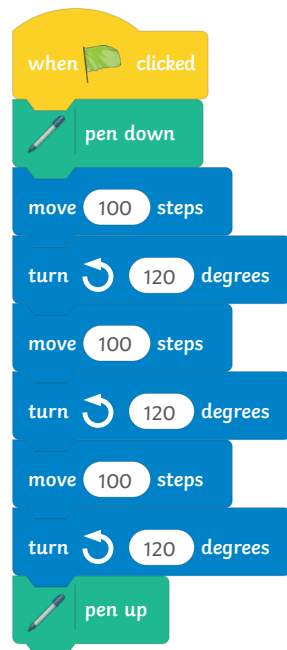 when clicked
pen down
move 100 steps
turn 120 degrees
move 100 steps
turn 120 degrees
move 100 steps
turn 120 degrees
pen up